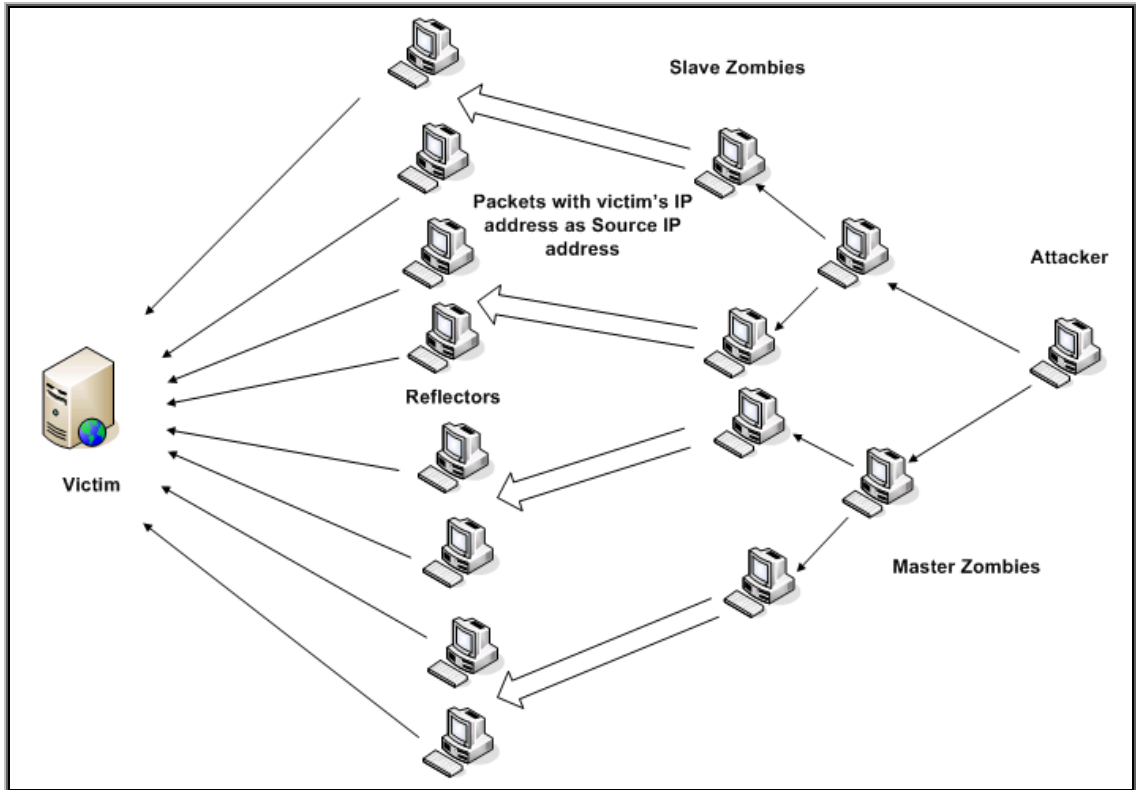 Slave Zombies
Packets with victim's IP
address as Source IP
address
Attacker
Reflectors
Victim
Master Zombies